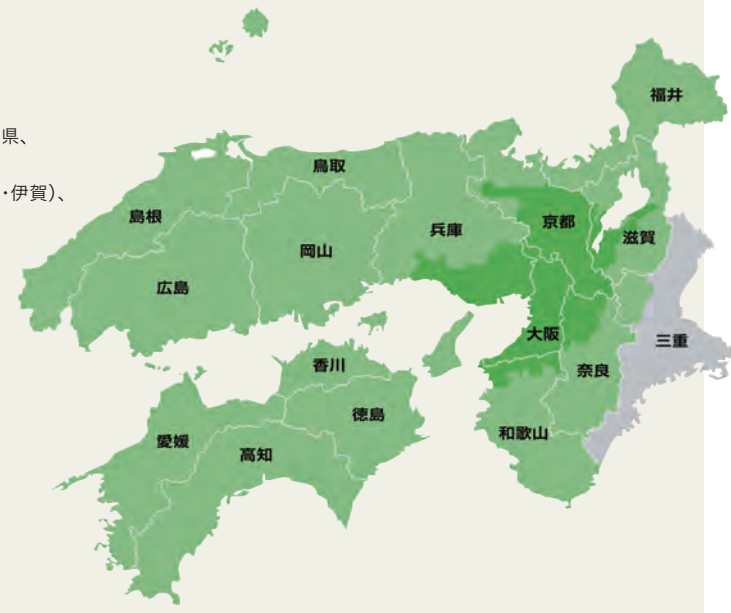 県、
・伊賀)、
福井
鳥取
島根
兵庫
京都
滋賀
岡山
広島
大阪
三重
香川
奈良
徳島
和歌山
愛媛
高知